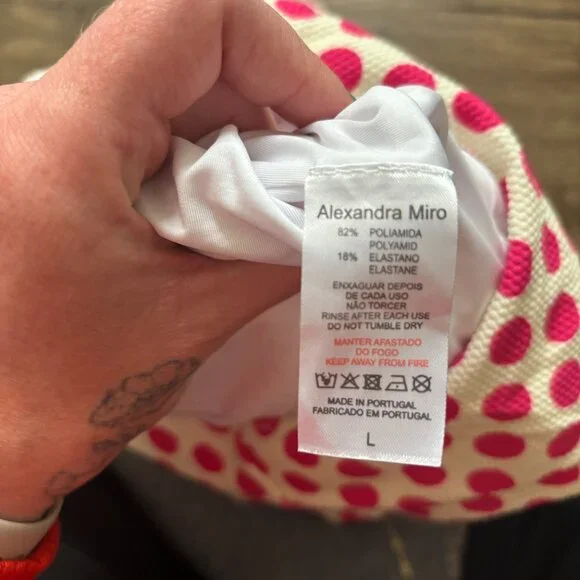 Alexandra Miro
82% POLIAMIDA
POLYAMID
18% ELASTANO
ELASTANE
ENXAGUAR DEPOIS
DE CADA USO
NÃO TORCER
RINSE AFTER EACH USE
DO NOT TUMBLE DRY
MANTER AFASTADO
DO FOGO
KEEP AWAY FROM FIRE
MADE IN PORTUGAL
FABRICADO EM PORTUGAL
L